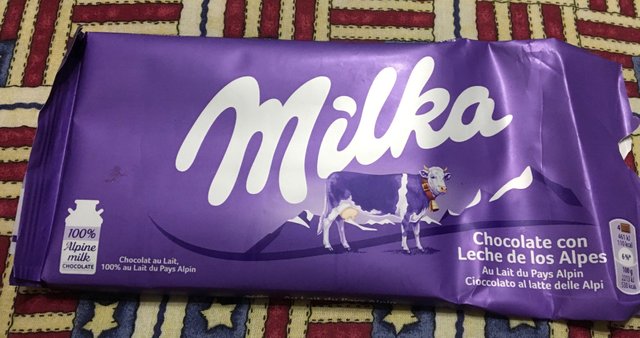 Milka
100%
Alpine
milk
CHOCOLATE
Chocolat au Lait,
100% au Lait du Pays Alpin
Chocolate con
Leche de los Alpes
Au Lait du Pays Alpin
Cioccolato al latte delle Alpi
100 g